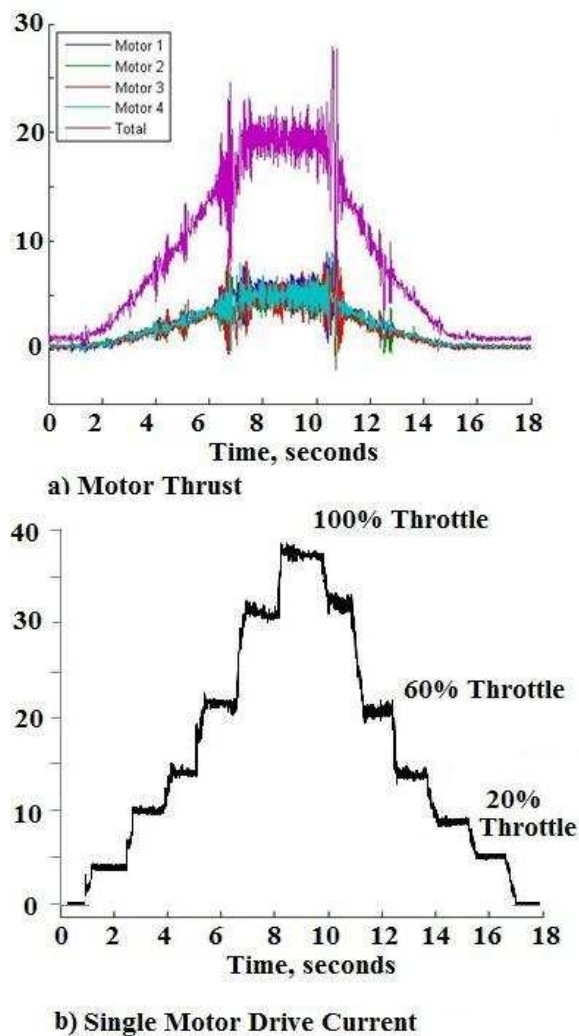 30
Motor 1
Motor 2
Motor 3
Motor 4
Total
20
10
0
0 2 4 6 8 10 12 14 16 18
Time, seconds
a) Motor Thrust
100% Throttle
40
30
60% Throttle
20
20%
Throttle
10
0
0 2 4 6 8 10 12 14 16 18
Time, seconds
b) Single Motor Drive Current